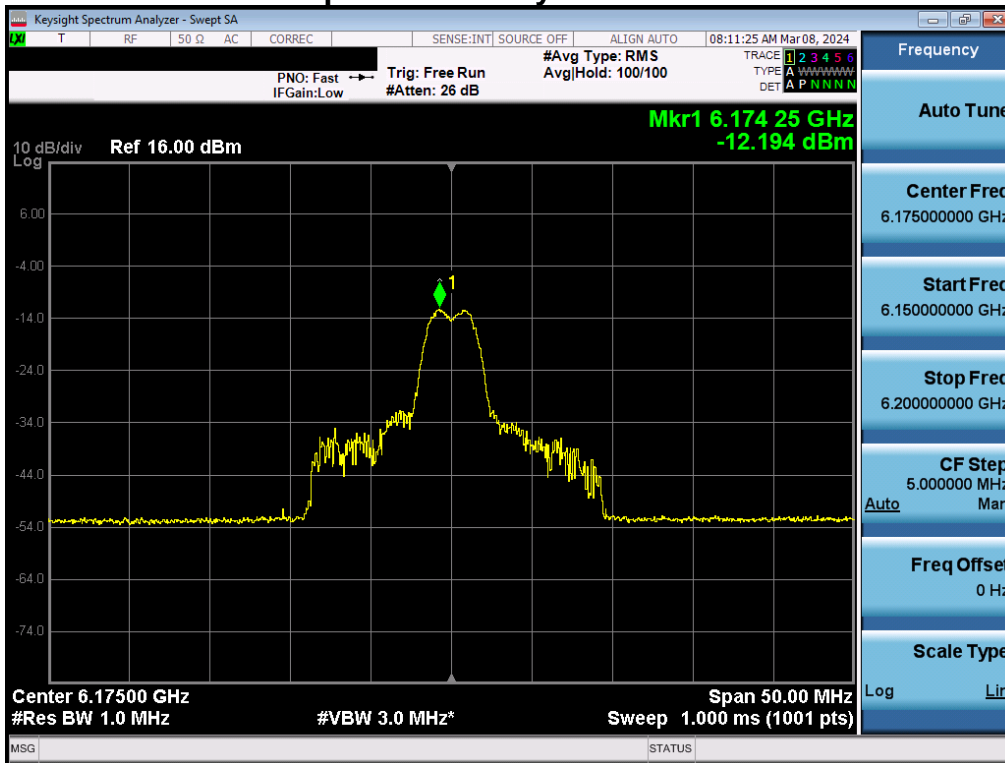 Keysight Spectrum Analyzer - Swept SA
LXI T RF 50 Ω AC CORREC SENSE:INT SOURCE OFF ALIGN AUTO 08:11:25 AM Mar 08, 2024
#Avg Type: RMS TRACE 1 2 3 4 5 6
PNO: Fast Trig: Free Run Avg|Hold: 100/100 TYPE A WWWWW
IFGain:Low #Atten: 26 dB DET A P N N N N
Mkr1 6.174 25 GHz
-12.194 dBm
10 dB/div Ref 16.00 dBm
Log
6.00
-4.00
1
-14.0
-24.0
-34.0
-44.0
-54.0
-64.0
-74.0
Center 6.17500 GHz Span 50.00 MHz
#Res BW 1.0 MHz #VBW 3.0 MHz* Sweep 1.000 ms (1001 pts)
MSG STATUS
Frequency
Auto Tune
Center Freq
6.175000000 GHz
Start Freq
6.150000000 GHz
Stop Freq
6.200000000 GHz
CF Step
5.000000 MHz
Auto Man
Freq Offset
0 Hz
Scale Type
Log Lin